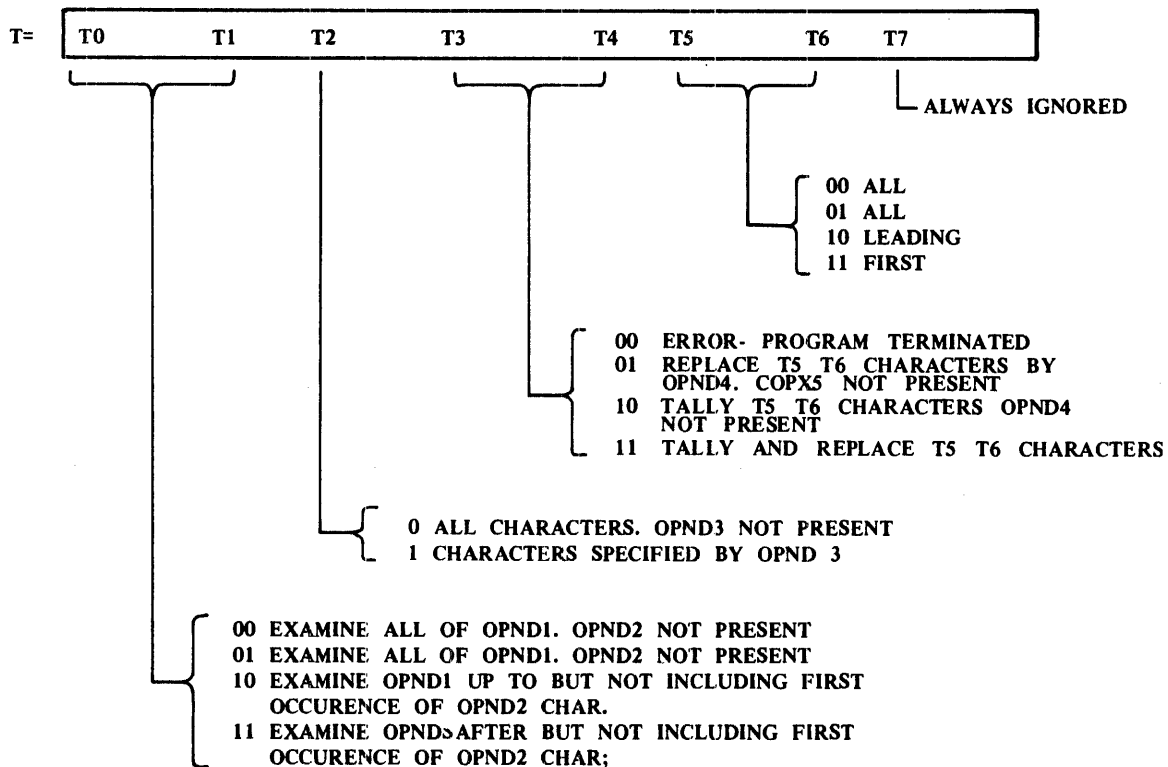 T= T0 T1 T2 T3 T4 T5 T6 T7
ALWAYS IGNORED
00 ALL
01 ALL
10 LEADING
11 FIRST
00 ERROR- PROGRAM TERMINATED
01 REPLACE T5 T6 CHARACTERS BY
OPND4. COPX5 NOT PRESENT
10 TALLY T5 T6 CHARACTERS OPND4
NOT PRESENT
11 TALLY AND REPLACE T5 T6 CHARACTERS
0 ALL CHARACTERS. OPND3 NOT PRESENT
1 CHARACTERS SPECIFIED BY OPND 3
00 EXAMINE ALL OF OPND1. OPND2 NOT PRESENT
01 EXAMINE ALL OF OPND1. OPND2 NOT PRESENT
10 EXAMINE OPND1 UP TO BUT NOT INCLUDING FIRST
OCCURENCE OF OPND2 CHAR.
11 EXAMINE AFTER BUT NOT INCLUDING FIRST
OCCURENCE OF OPND2 CHAR;